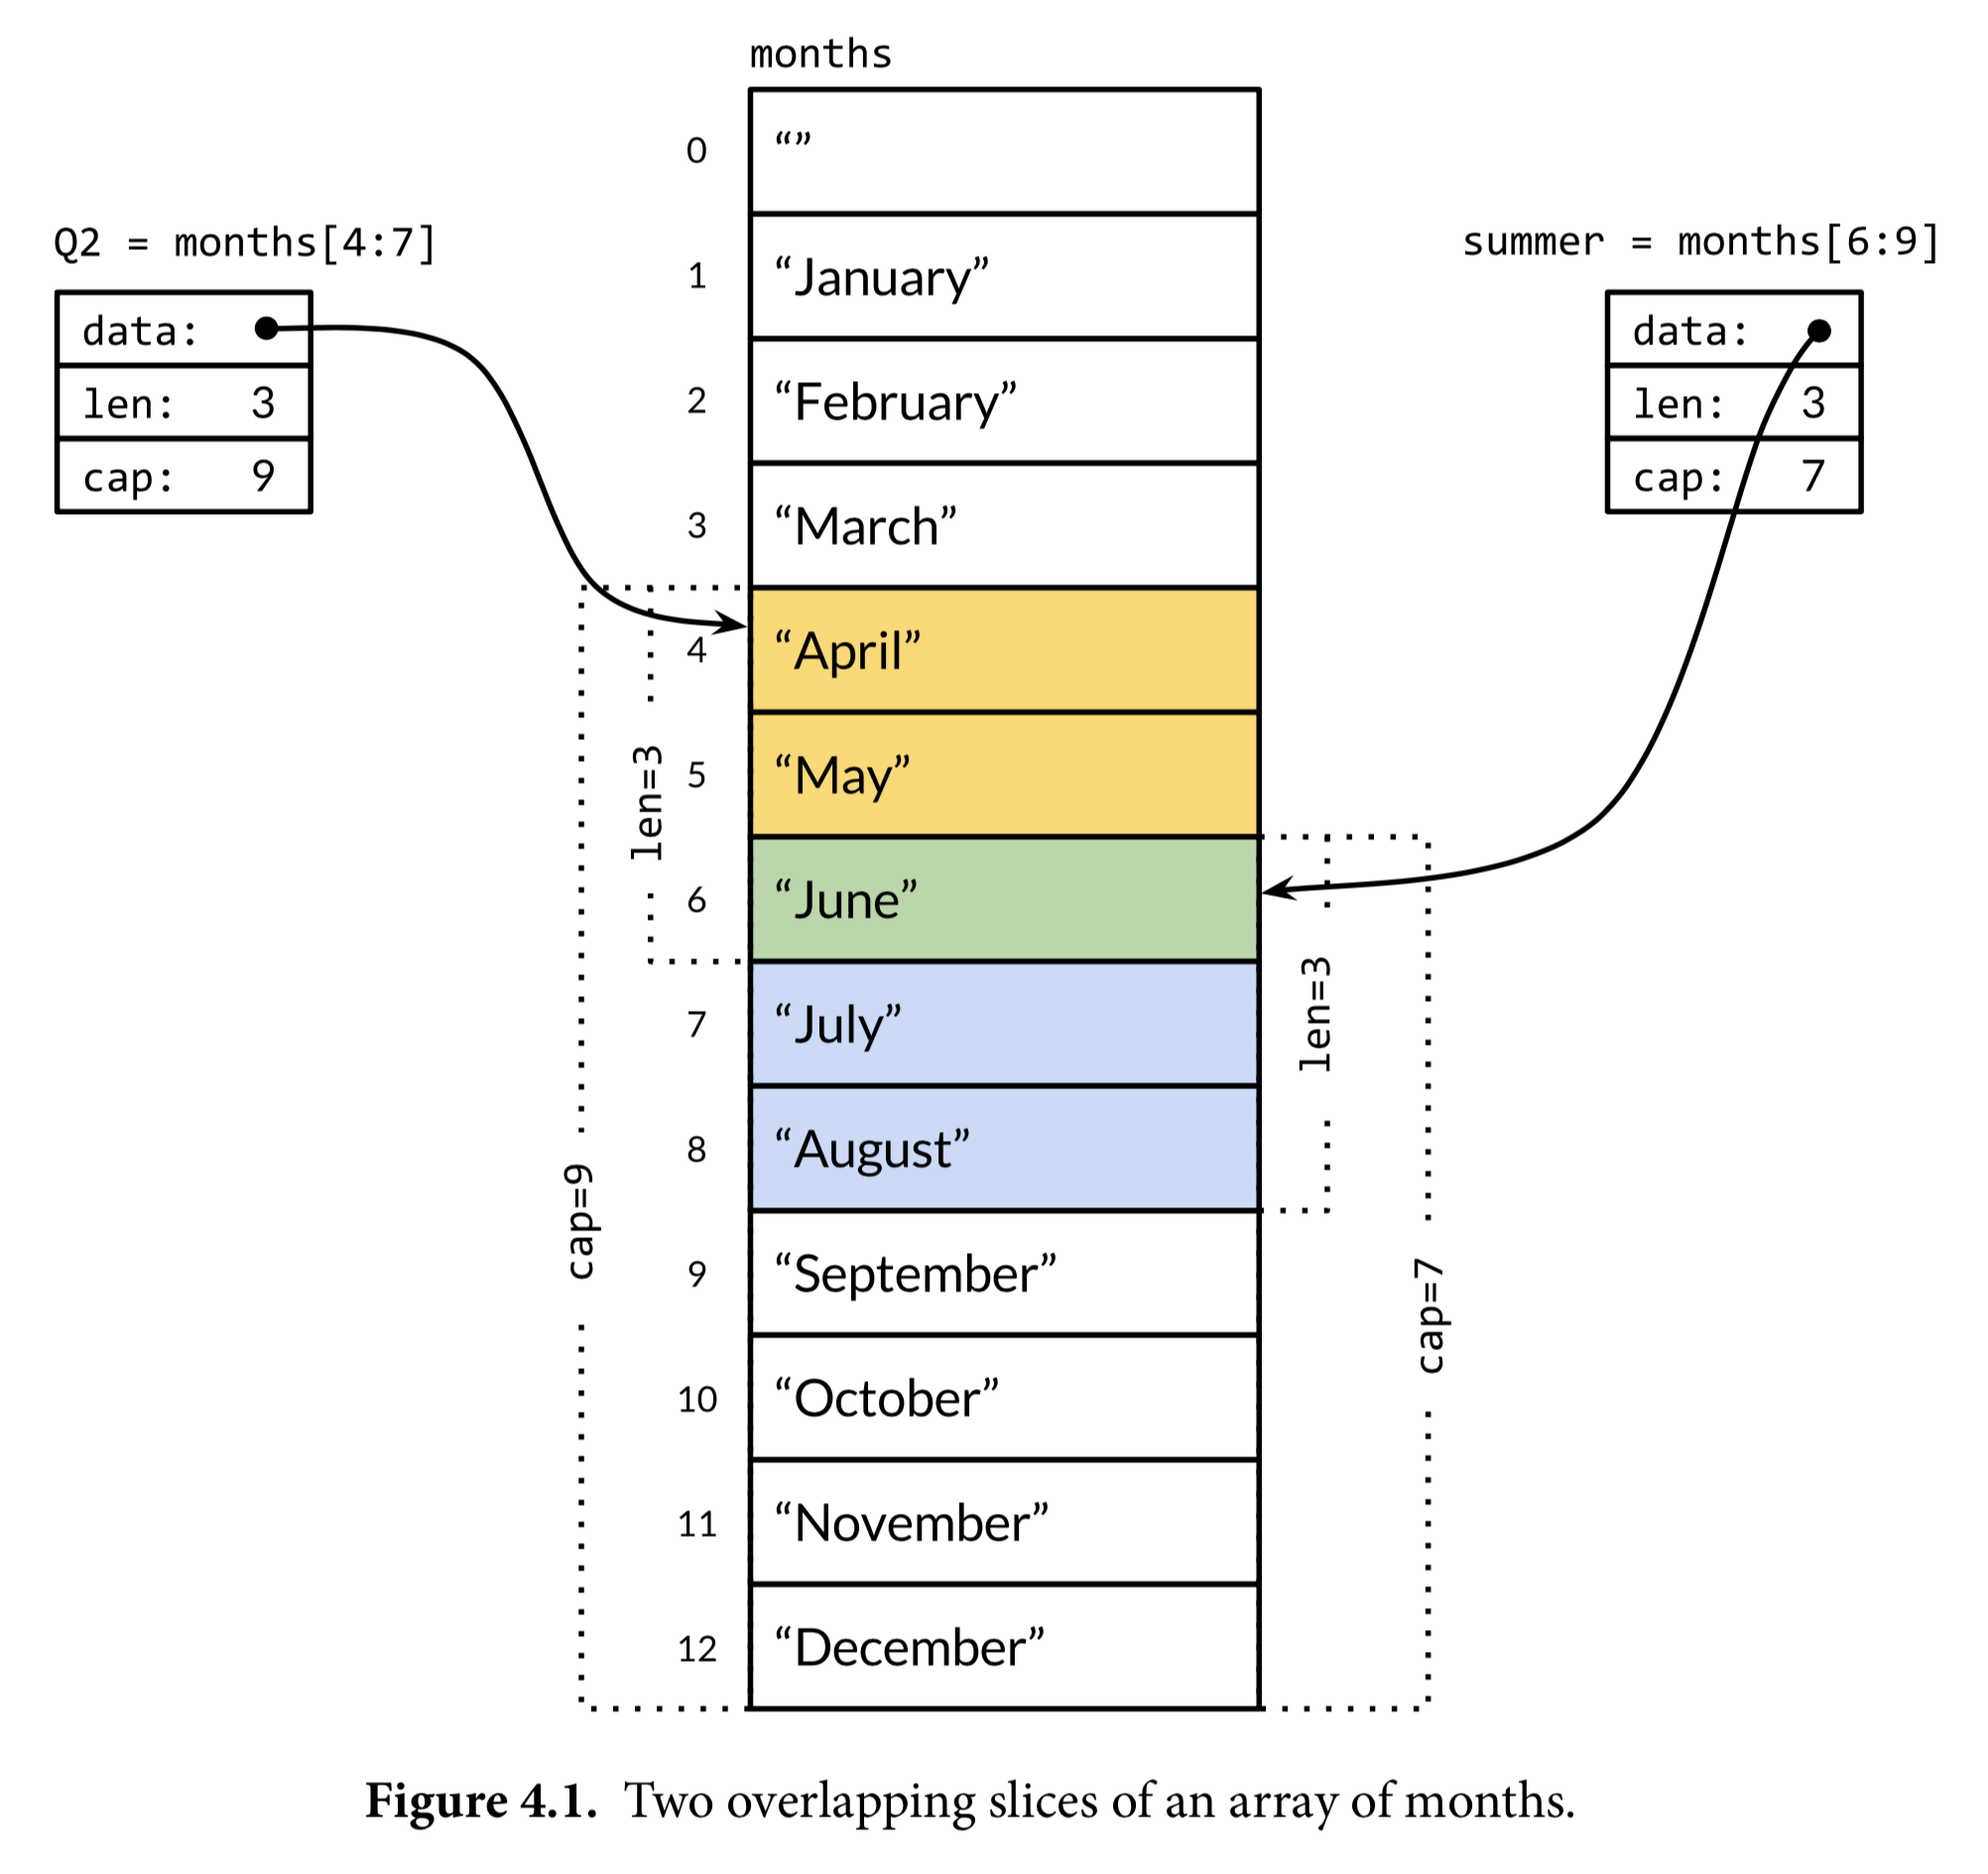 months
0 “”
Q2 = months[4:7]
data:
len: 3
cap: 9
summer = months[6:9]
data:
len: 3
cap: 7
1 “January”
2 “February”
3 “March”
4 “April”
5 “May”
6 “June”
7 “July”
8 “August”
9 “September”
10 “October”
11 “November”
12 “December”
len=3
cap=9
len=3
cap=7
Figure 4.1. Two overlapping slices of an array of months.